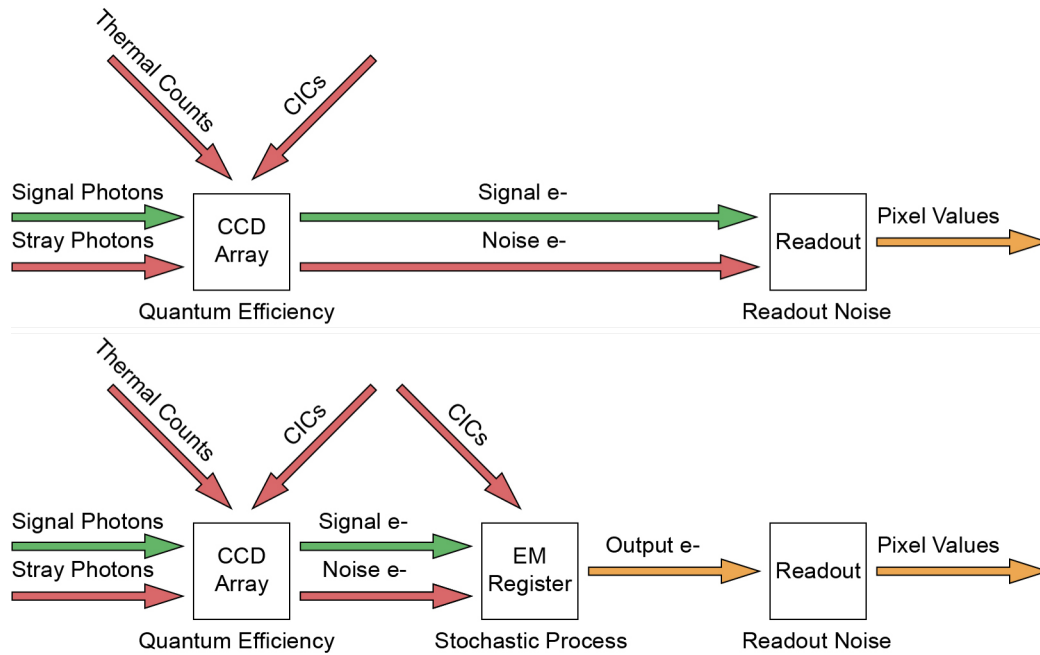 Thermal Counts
CICs
Signal Photons
Stray Photons
CCD
Array
Quantum Efficiency
Signal e-
Noise e-
Readout
Readout Noise
Pixel Values
Thermal Counts
CICs
CICs
Signal Photons
Stray Photons
CCD
Array
Quantum Efficiency
Signal e-
Noise e-
EM
Register
Stochastic Process
Output e-
Readout
Readout Noise
Pixel Values